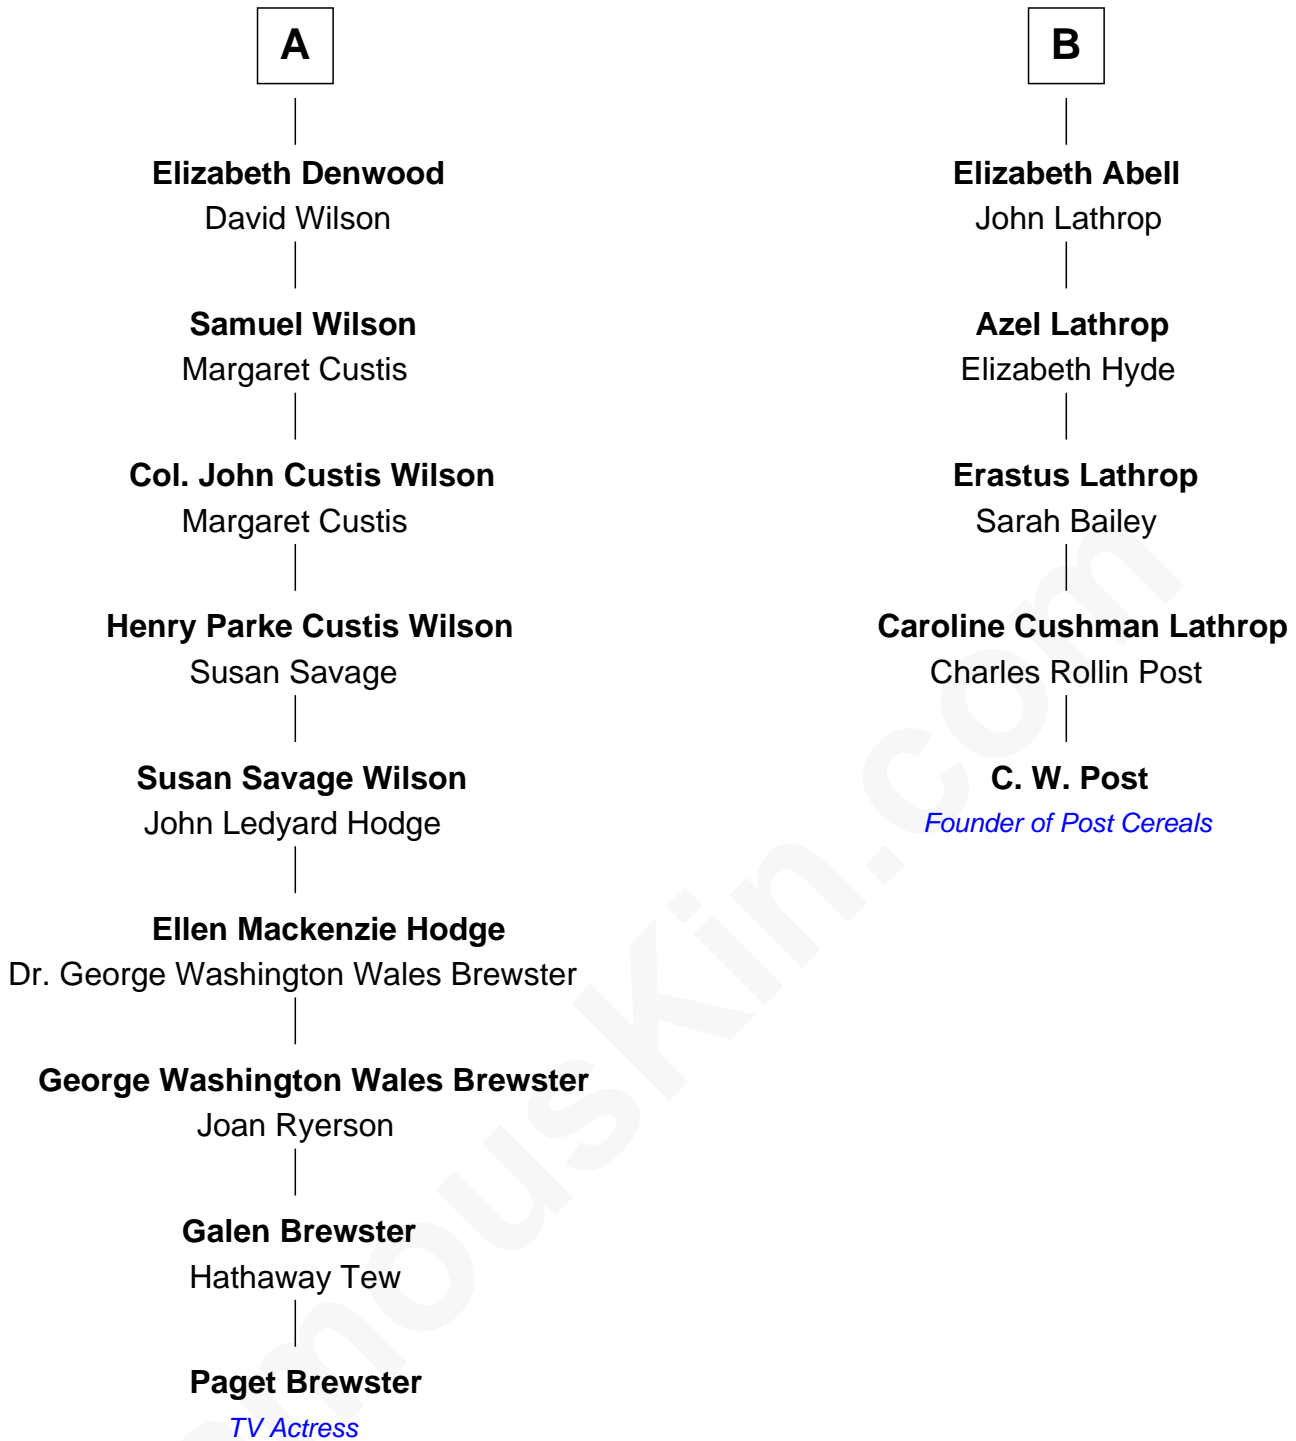 A
Elizabeth Denwood
David Wilson
Samuel Wilson
Margaret Custis
Col. John Custis Wilson
Margaret Custis
Henry Parke Custis Wilson
Susan Savage
Susan Savage Wilson
John Ledyard Hodge
Ellen Mackenzie Hodge
Dr. George Washington Wales Brewster
George Washington Wales Brewster
Joan Ryerson
Galen Brewster
Hathaway Tew
Paget Brewster
TV Actress
B
Elizabeth Abell
John Lathrop
Azel Lathrop
Elizabeth Hyde
Erastus Lathrop
Sarah Bailey
Caroline Cushman Lathrop
Charles Rollin Post
C. W. Post
Founder of Post Cereals
mousKin.com